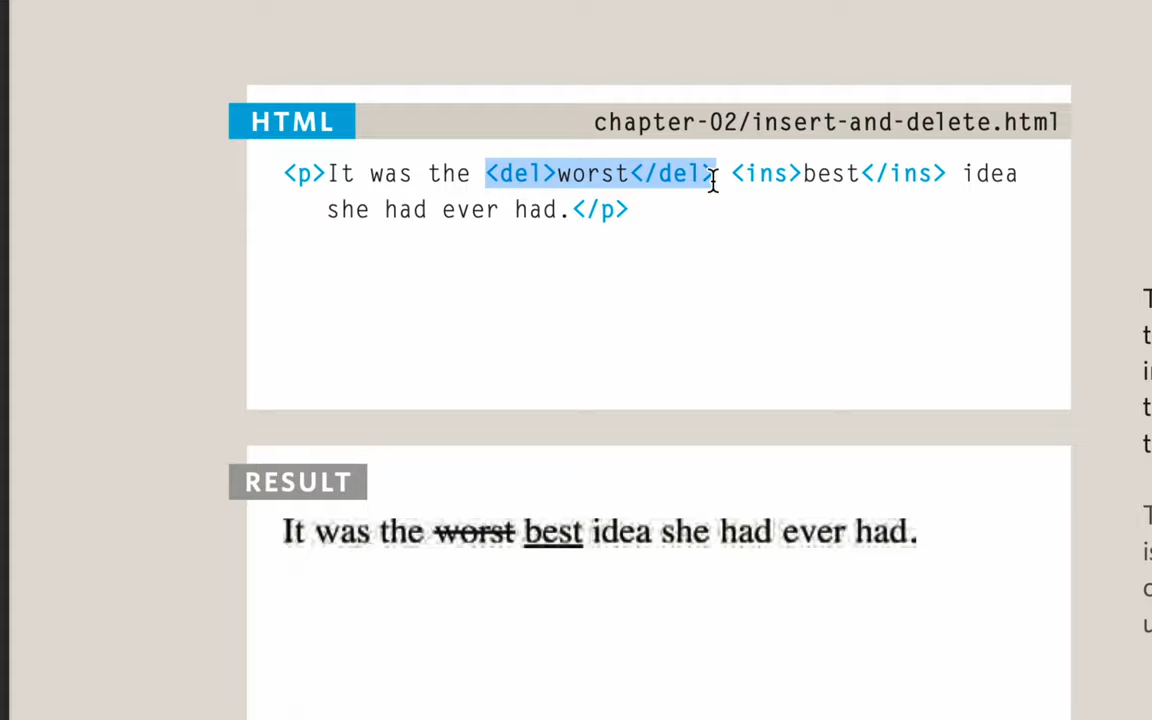 HTML
chapter-02/insert-and-delete.html
<p>It was the <del>worst</del> <ins>best</ins> idea
she had ever had.</p>
RESULT
It was the worst best idea she had ever had.